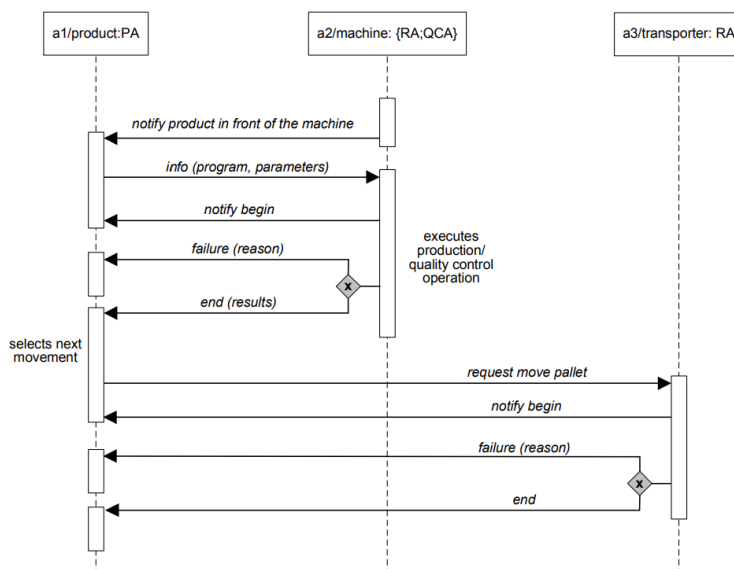 a1/product:PA
a2/machine: {RA;QCA}
a3/transporter: RA
notify product in front of the machine
info (program, parameters)
notify begin
failure (reason)
executes
production/
quality control
operation
x
end (results)
selects next
movement
request move pallet
notify begin
failure (reason)
x
end